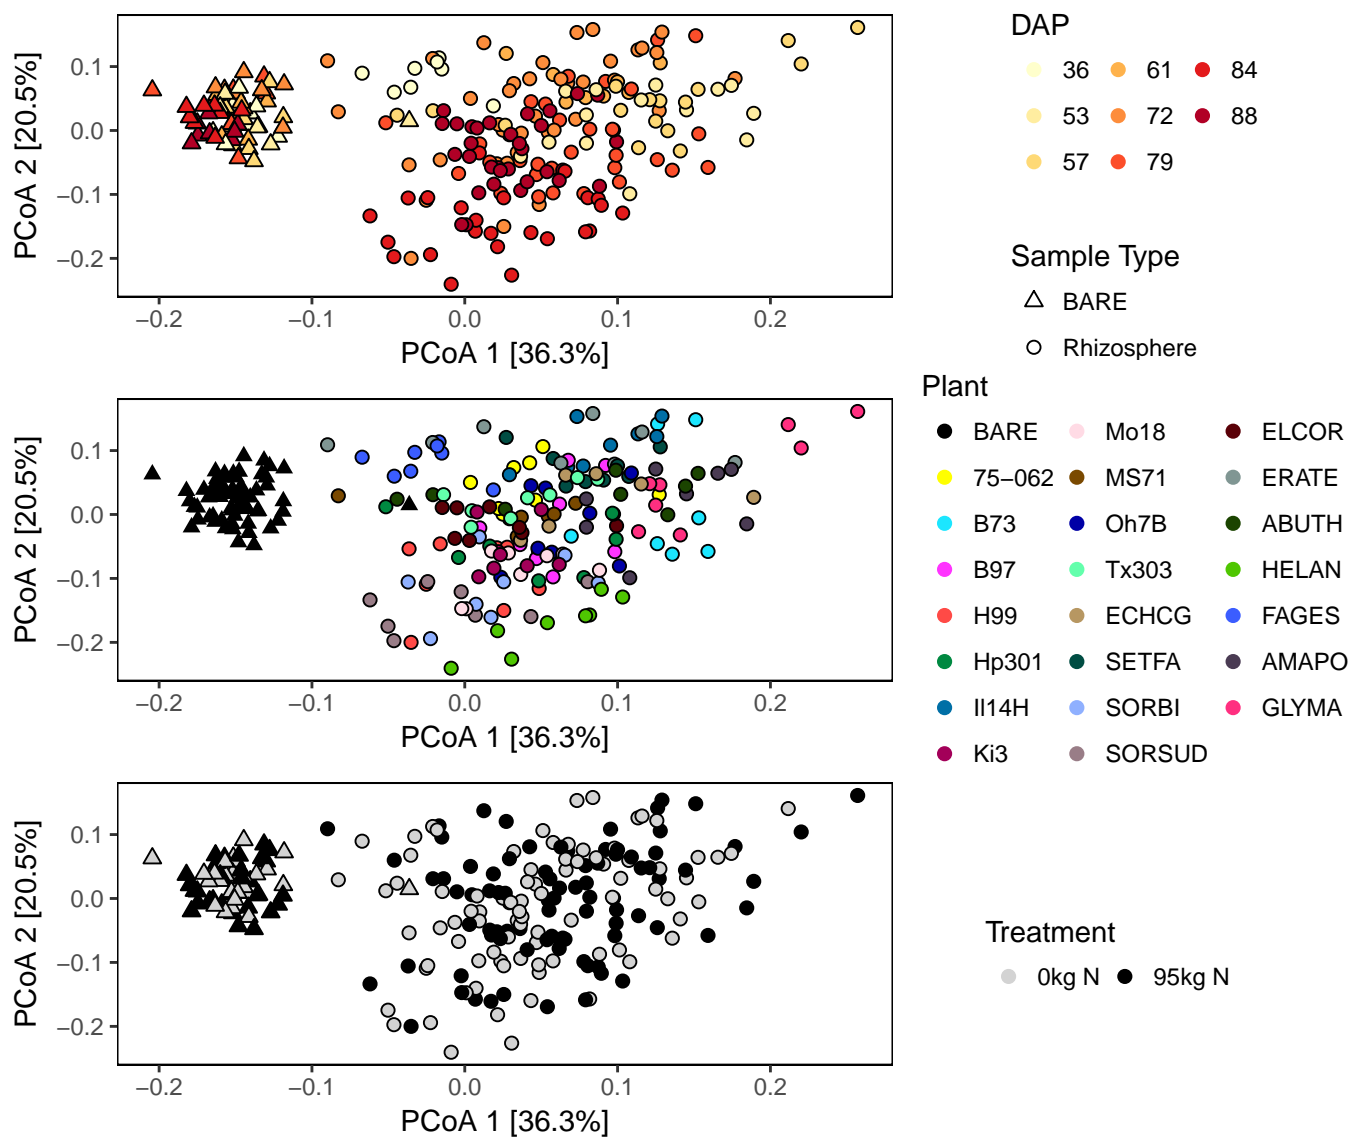 DAP
36 61 84
53 72 88
57 79
0.1
0.0
−0.1
−0.2
PCoA 2 [20.5%]
−0.2 −0.1 0.0 0.1 0.2
PCoA 1 [36.3%]
Sample Type
BARE
Rhizosphere
Plant
BARE Mo18 ELCOR
75−062 MS71 ERATE
B73 Oh7B ABUTH
B97 Tx303 HELAN
H99 ECHCG FAGES
Hp301 SETFA AMAPO
Il14H SORBI GLYMA
Ki3 SORSUD
0.1
0.0
−0.1
−0.2
PCoA 2 [20.5%]
−0.2 −0.1 0.0 0.1 0.2
PCoA 1 [36.3%]
0.1
0.0
−0.1
−0.2
PCoA 2 [20.5%]
−0.2 −0.1 0.0 0.1 0.2
PCoA 1 [36.3%]
Treatment
0kg N 95kg N